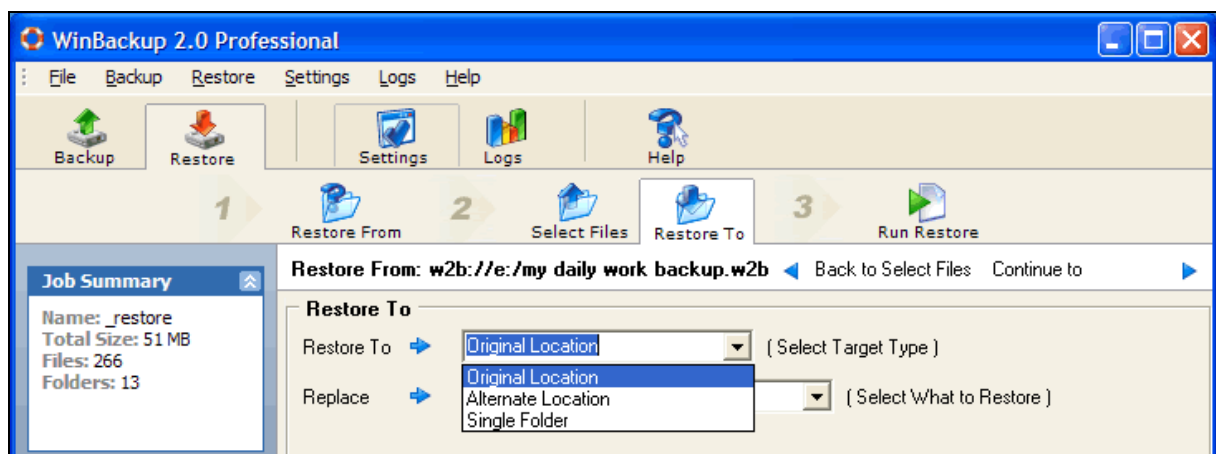 WinBackup 2.0 Professional
File Backup Restore Settings Logs Help
Backup Restore Settings Logs Help
1 Restore From 2 Select Files Restore To 3 Run Restore
Job Summary
Name: _restore
Total Size: 51 MB
Files: 266
Folders: 13
Restore From: w2b://e:/my daily work backup.w2b Back to Select Files Continue to
Restore To
Restore To Original Location ( Select Target Type )
Original Location
Replace Alternate Location ( Select What to Restore )
Single Folder